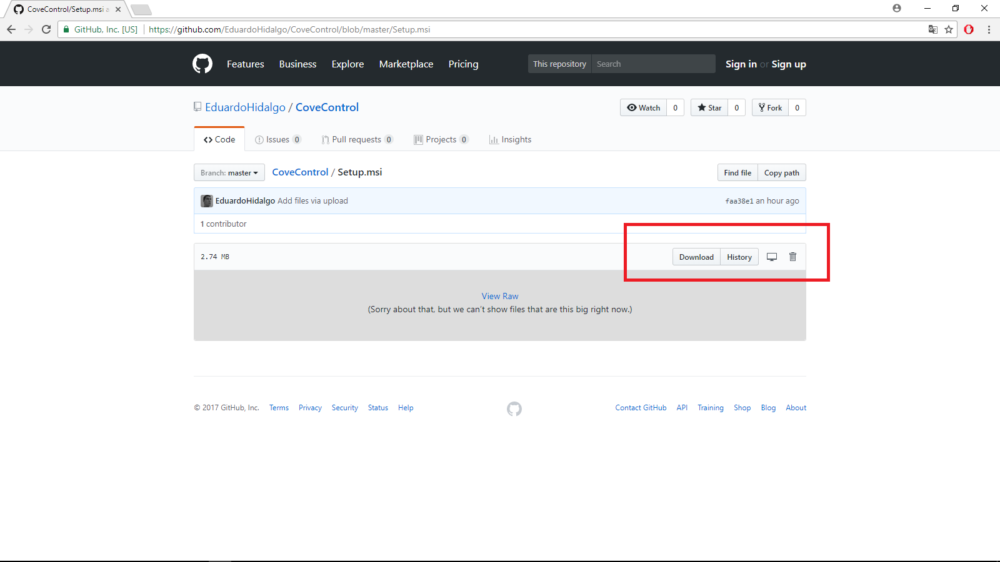 CoveControl/Setup.msi a
GitHub, Inc. [US] https://github.com/EduardoHidalgo/CoveControl/blob/master/Setup.msi
Features Business Explore Marketplace Pricing This repository Search Sign in or Sign up
EduardoHidalgo / CoveControl Watch 0 Star 0 Fork 0
Code Issues 0 Pull requests 0 Projects 0 Insights
Branch: master CoveControl / Setup.msi Find file Copy path
EduardoHidalgo Add files via upload faa38e1 an hour ago
1 contributor
2.74 MB Download History
View Raw
(Sorry about that, but we can't show files that are this big right now.)
© 2017 GitHub, Inc. Terms Privacy Security Status Help Contact GitHub API Training Shop Blog About